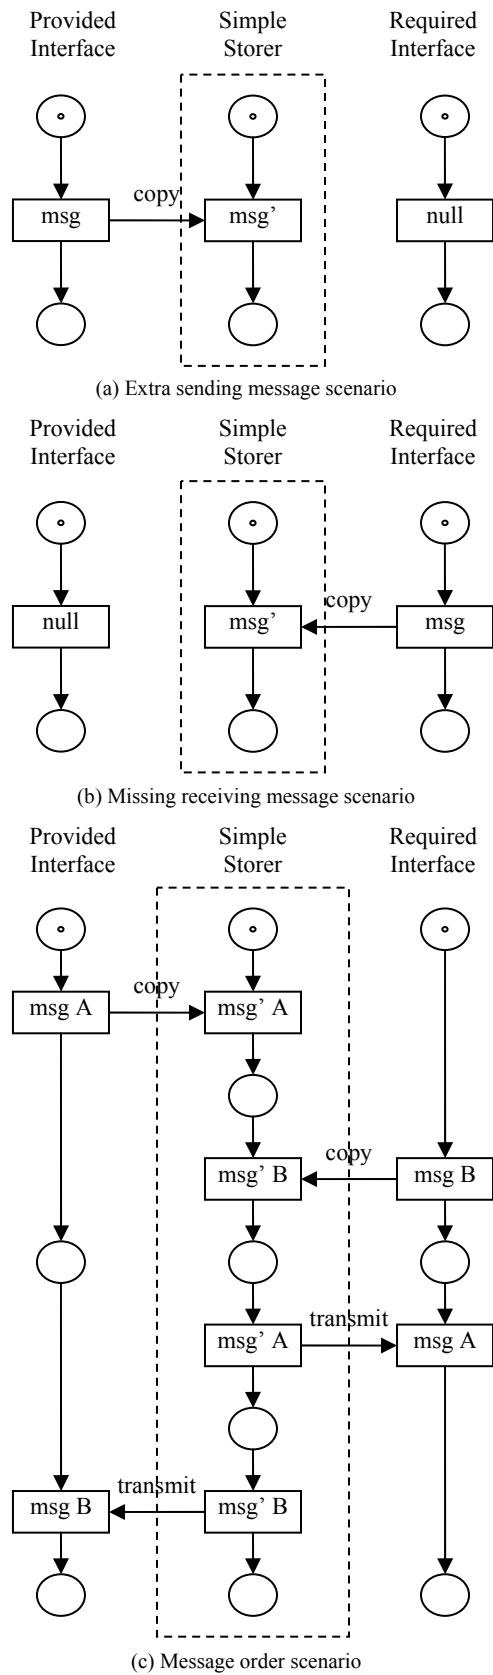 Provided Simple Required
Interface Storer Interface
copy
msg msg’ null
(a) Extra sending message scenario
Provided Simple Required
Interface Storer Interface
copy
null msg’ msg
(b) Missing receiving message scenario
Provided Simple Required
Interface Storer Interface
copy
msg A msg’ A
copy
msg’ B msg B
transmit
msg’ A msg A
transmit
msg B msg’ B
(c) Message order scenario